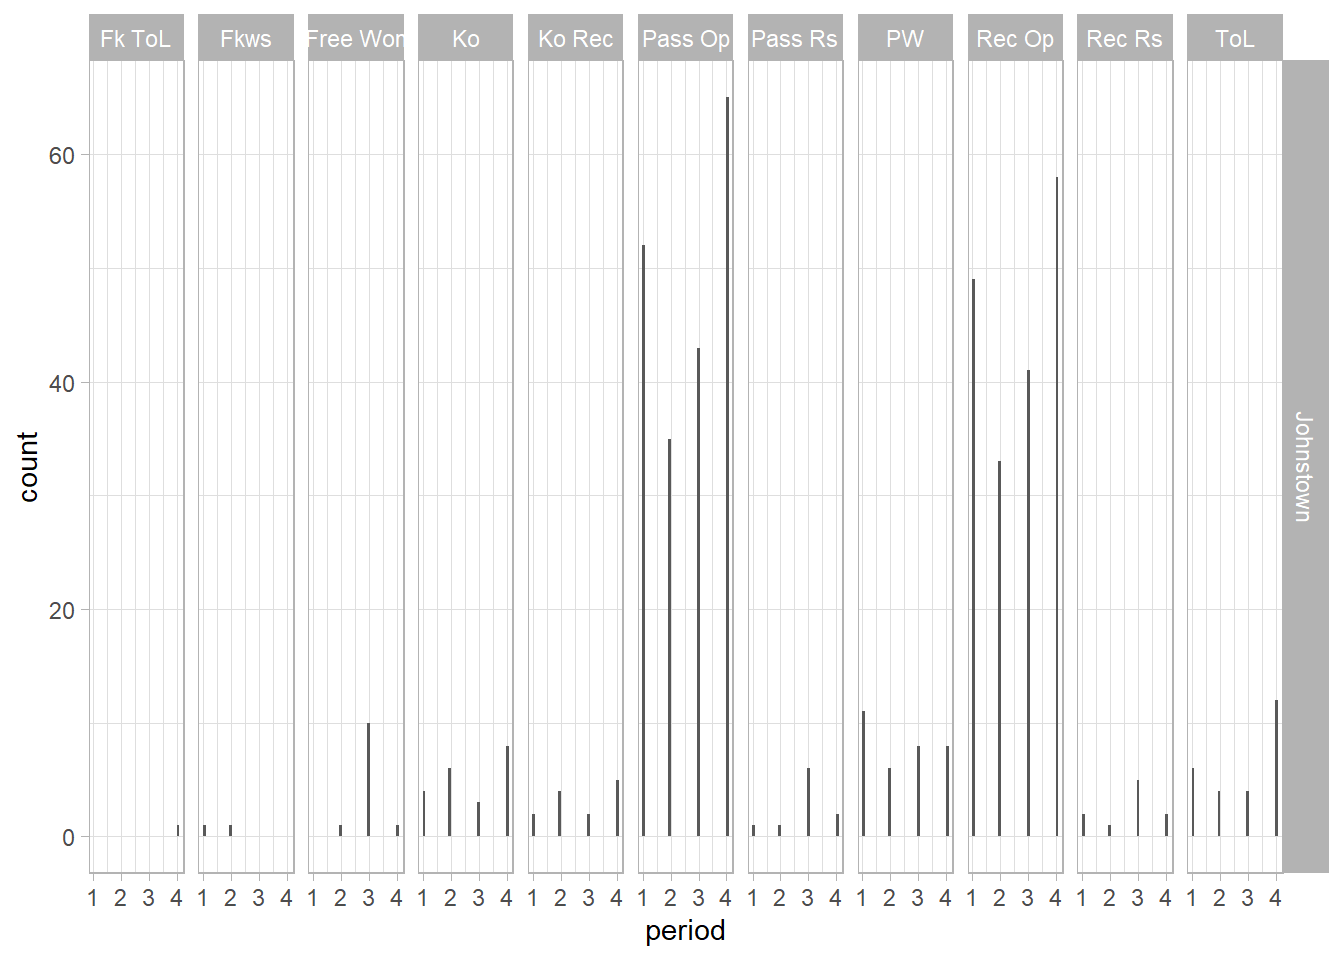 Fk ToL Fkws Free Won Ko Ko Rec Pass Op Pass Rs PW Rec Op Rec Rs ToL
60
40
20
0
count
Johnstown
1 2 3 4 1 2 3 4 1 2 3 4 1 2 3 4 1 2 3 4 1 2 3 4 1 2 3 4 1 2 3 4 1 2 3 4 1 2 3 4 1 2 3 4
period